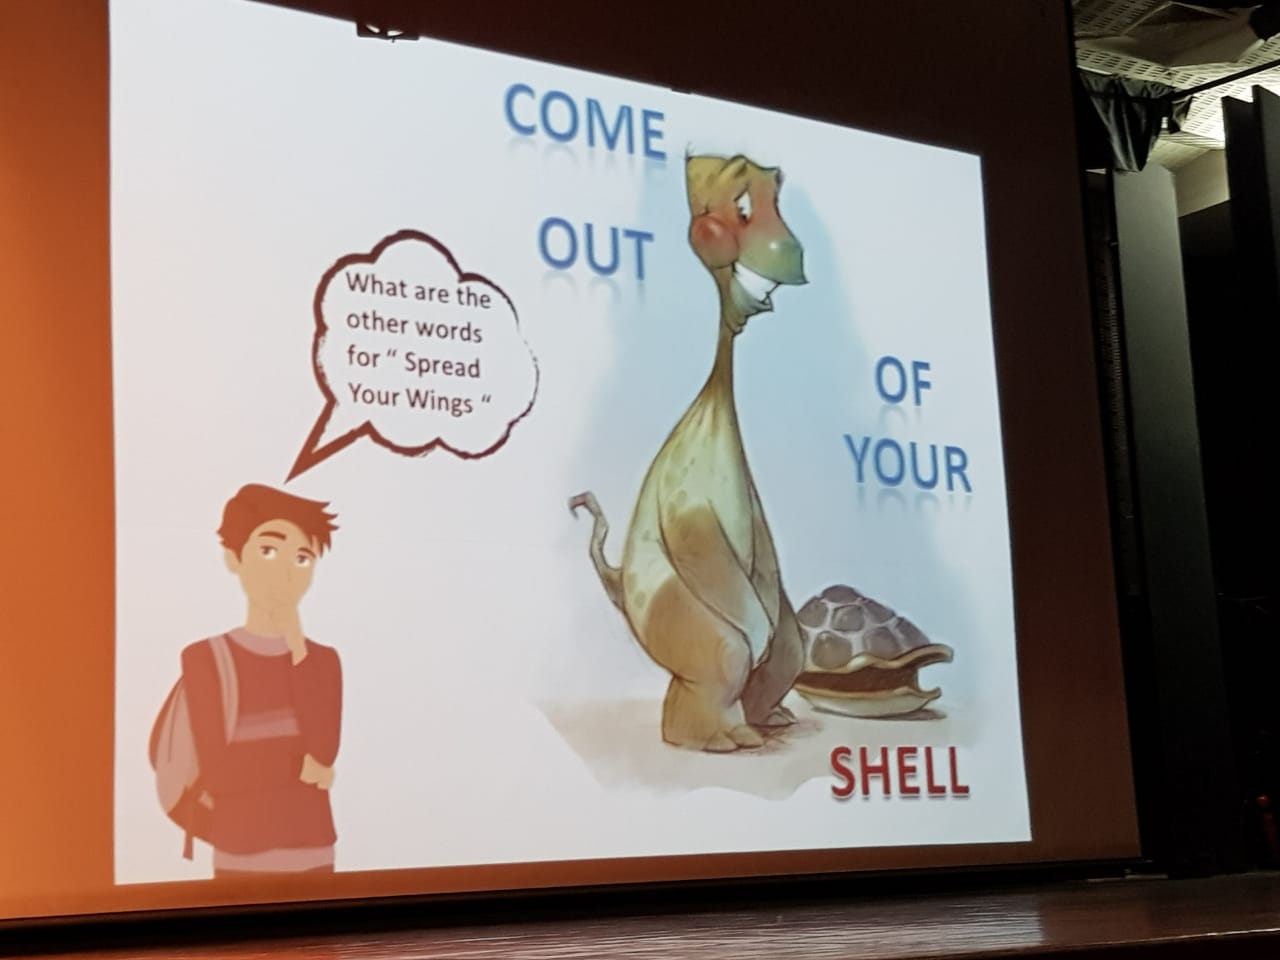 COME
OUT
OF
YOUR
SHELL
What are the
other words
for “ Spread
Your Wings “